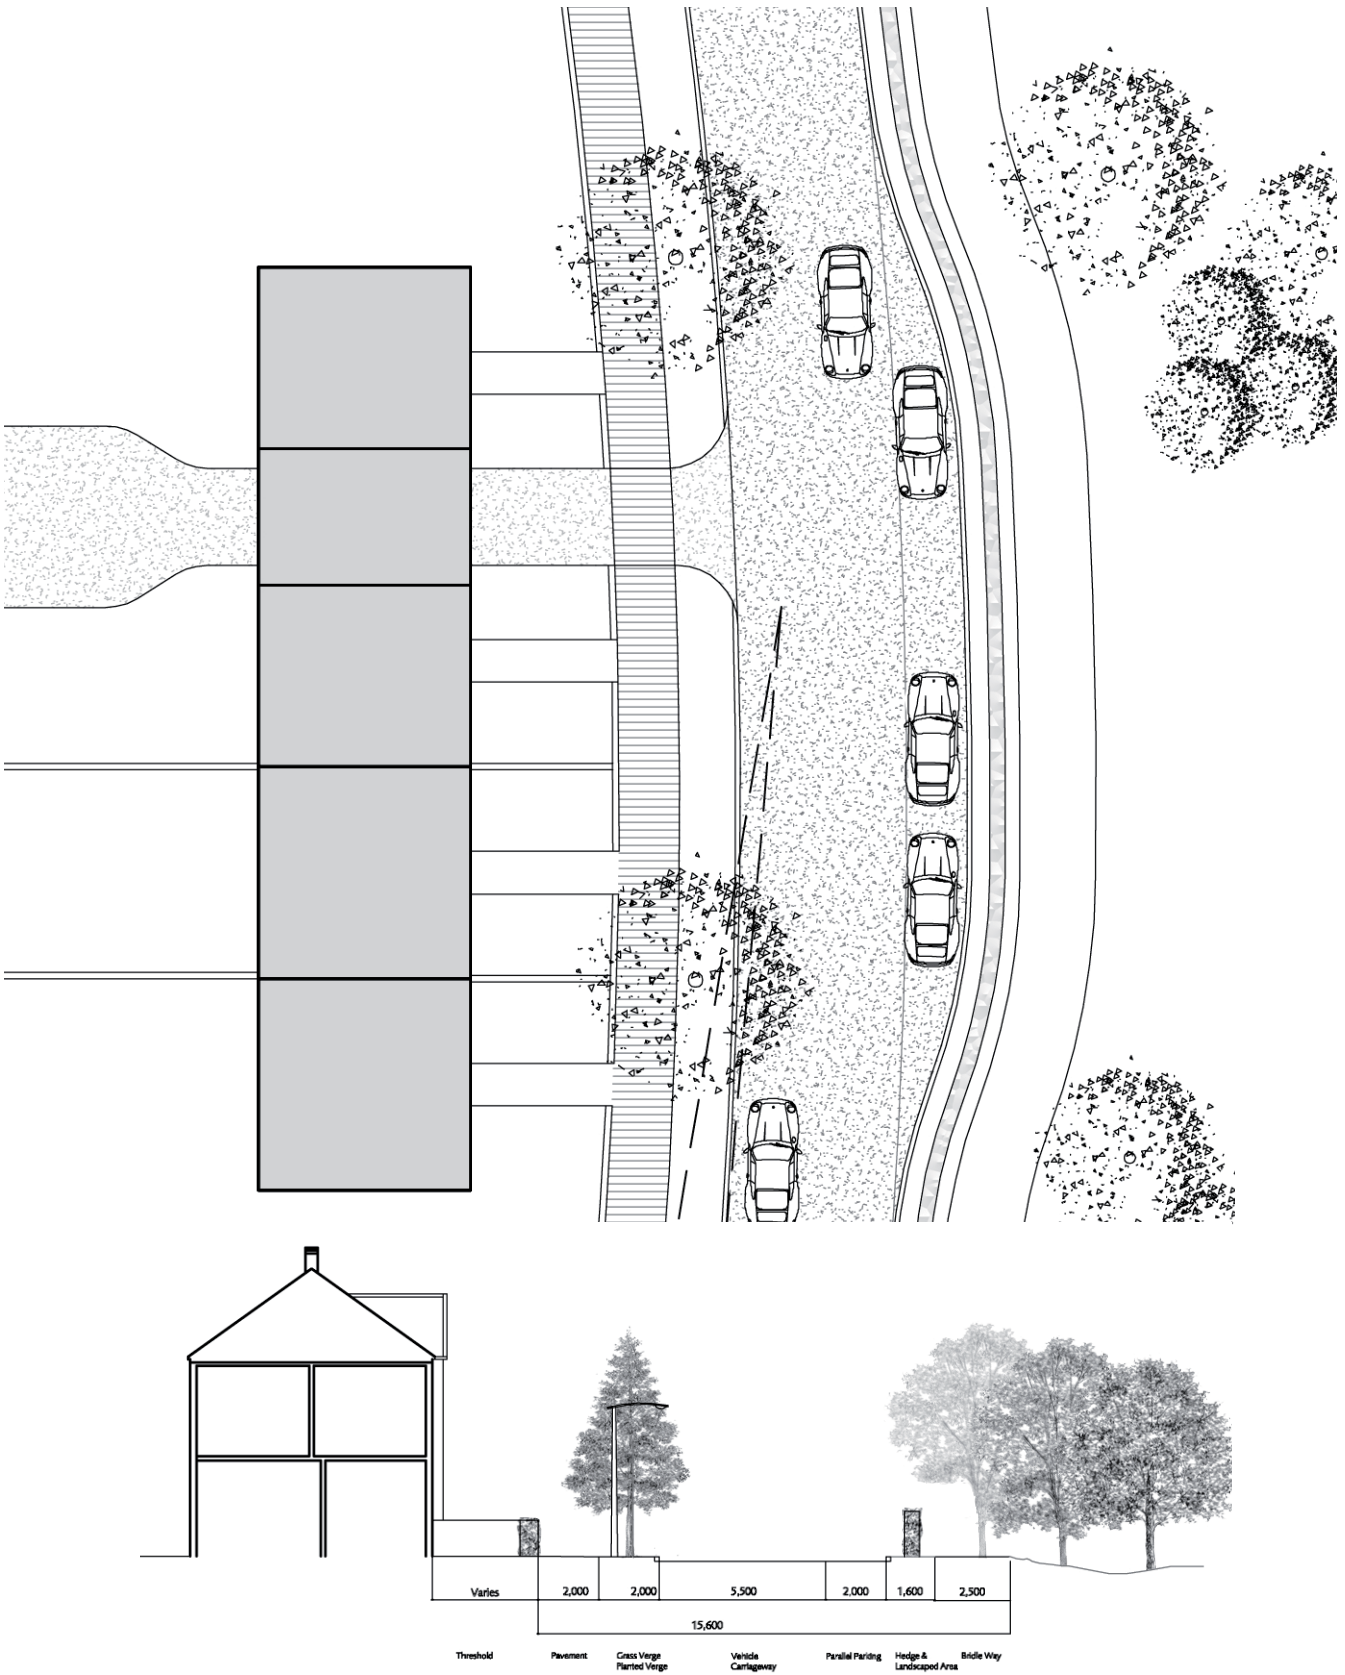 Varies 2,000 2,000 5,500 2,000 1,600 2,500
15,600
Threshold Pavement Grass Verge Vehicle Parallel Parking Hedge & Bridle Way
Planted Verge Carriageway Landscaped Area